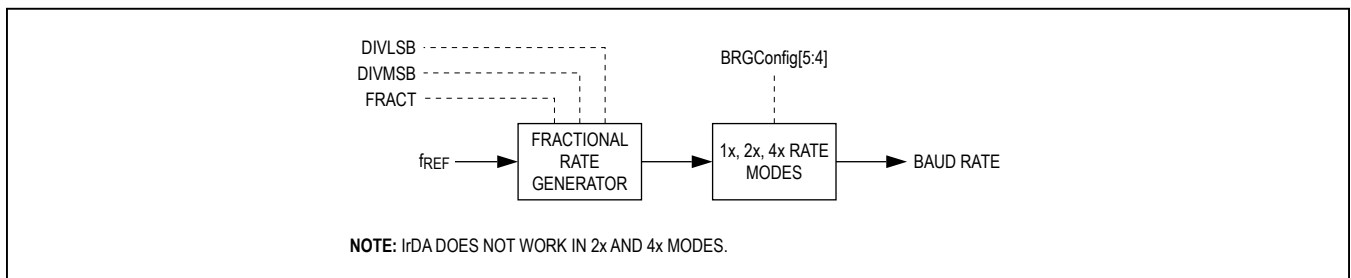 DIVLSB
DIVMSB
FRACT
BRGConfig[5:4]
fREF
FRACTIONAL
RATE
GENERATOR
1x, 2x, 4x RATE
MODES
BAUD RATE
NOTE: IrDA DOES NOT WORK IN 2x AND 4x MODES.